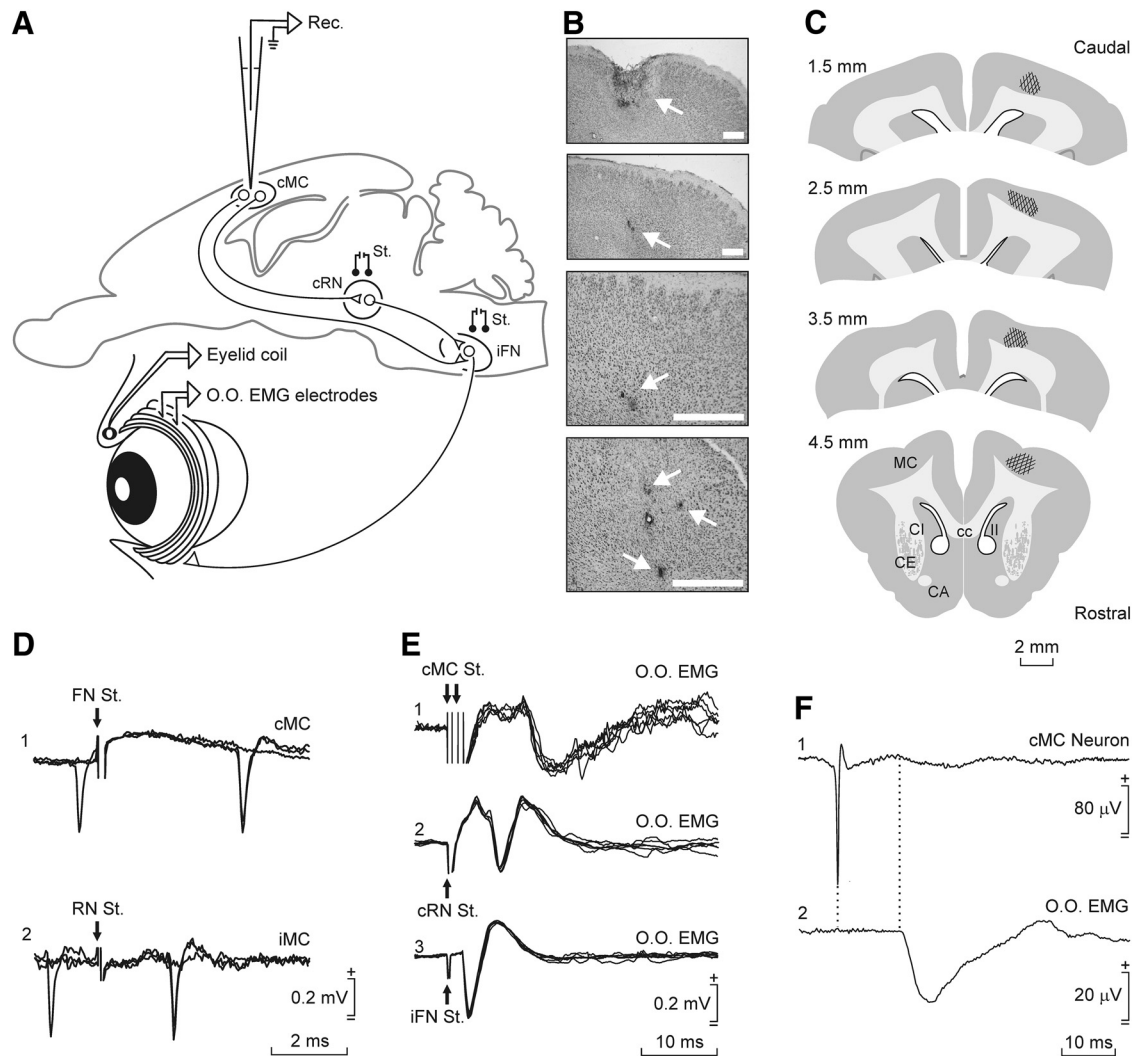 A
Rec.
cMC
St.
cRN
St.
iFN
Eyelid coil
O.O. EMG electrodes
B
C
Caudal
1.5 mm
2.5 mm
3.5 mm
4.5 mm
MC
CI
cc
II
CE
CA
Rostral
2 mm
D
FN St.
1
cMC
RN St.
2
iMC
+
0.2 mV
=
2 ms
E
cMC St.
O.O. EMG
1
2
O.O. EMG
cRN St.
3
O.O. EMG
iFN St.
+
0.2 mV
=
10 ms
F
1
cMC Neuron
+
80 µV
=
2
O.O. EMG
+
20 µV
=
10 ms